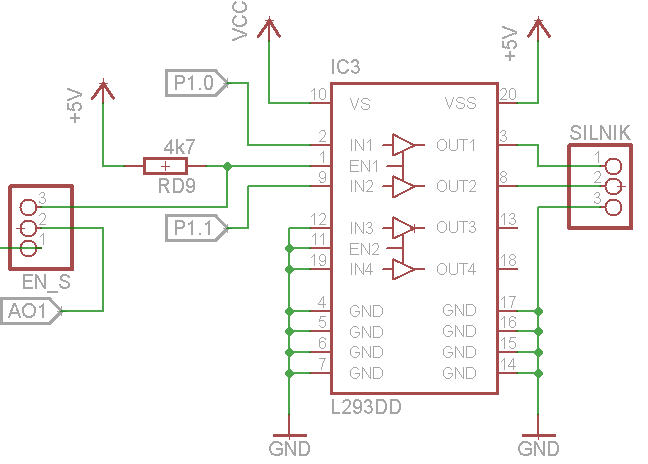 VCC
+5V
IC3
10 VS VSS 20
P1.0
+5V
2 IN1 OUT1 3
SILNIK
4k7
1 EN1
1
RD9
9 IN2 OUT2 8
2
3
3
P1.1
12 IN3 OUT3 13
2
11 EN2
1
19 IN4 OUT4 18
EN_S
AO1
4 GND GND 17
5 GND GND 16
6 GND GND 15
7 GND GND 14
L293DD
GND
GND